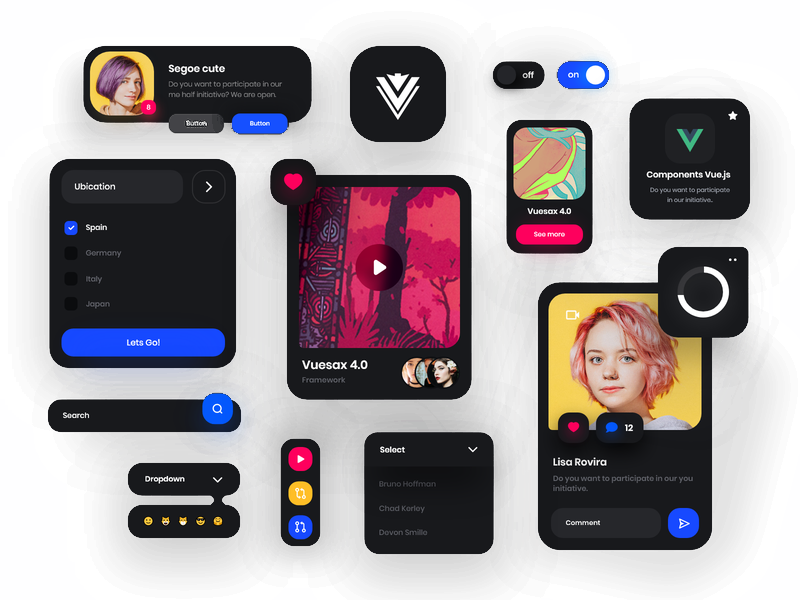 Segoe cute
Do you want to participate in our
me half initiative? We are open.
8
Button
Button
off
on
Components Vue.js
Do you want to participate
in our initiative.
Vuesax 4.0
See more
Ubication
Spain
Germany
Italy
Japan
Lets Go!
Vuesax 4.0
Framework
Search
Dropdown
Select
Bruno Hoffman
Chad Kerley
Devon Smille
12
Lisa Rovira
Do you want to participate in our you
initiative.
Comment